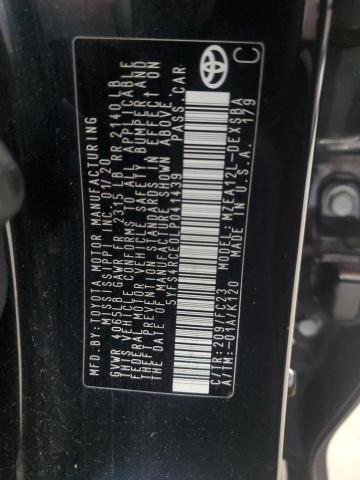 MFD.BY:TOYOTA MOTOR MANUFACTURING
MISSISSIPPI, INC. 01/20
GVWR 4065LB GAWR FR 2315 LB RR 2140 LB
THIS VEHICLE CONFORMS TO ALL APPLICABLE
FEDERAL MOTOR VEHICLE SAFETY, BUMPER, AND
THEFT PREVENTION STANDARDS IN EFFECT ON
THE DATE OF MANUFACTURE SHOWN ABOVE.
5YFS4RCE0LP041439 PASS. CAR
TOYOTA
C
C/TR: 209/FC23 MODEL: MZEA12L-DEXSBA
A/TM: -01A/K120 MADE IN U.S.A. 179